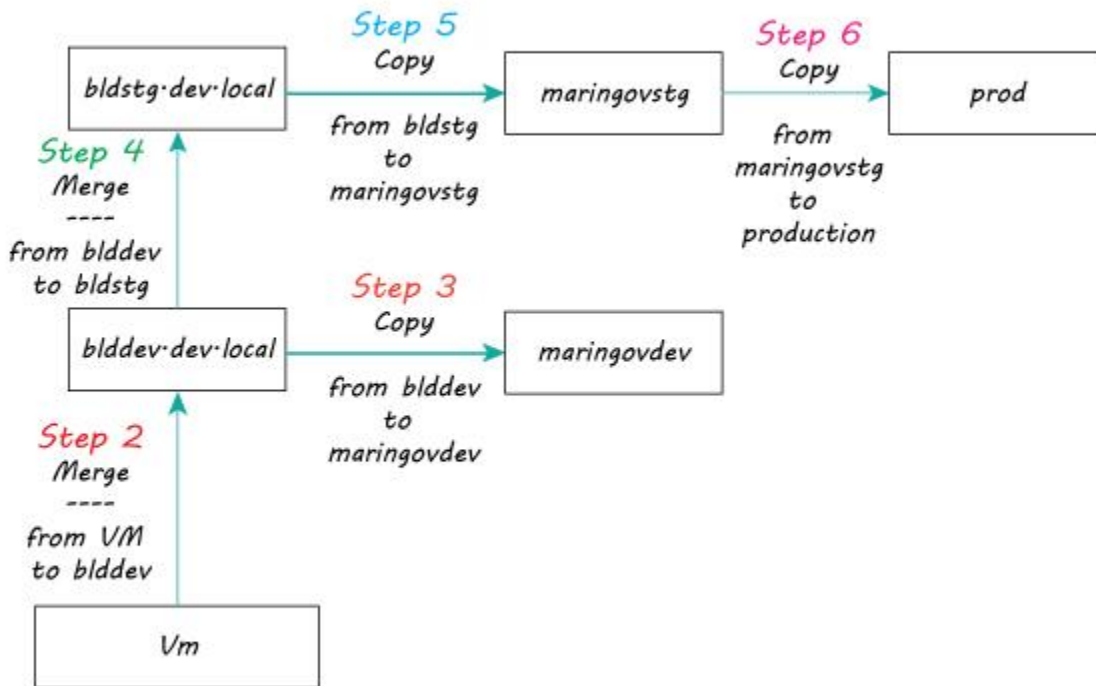 Step 5
Copy
bldstg.dev.local
from bldstg
to
maringovstg
maringovstg
Step 6
Copy
from
maringovstg
to
production
prod
Step 4
Merge
----
from blddev
to bldstg
blddev.dev.local
Step 3
Copy
from blddev
to
maringovdev
maringovdev
Step 2
Merge
----
from VM
to blddev
Vm